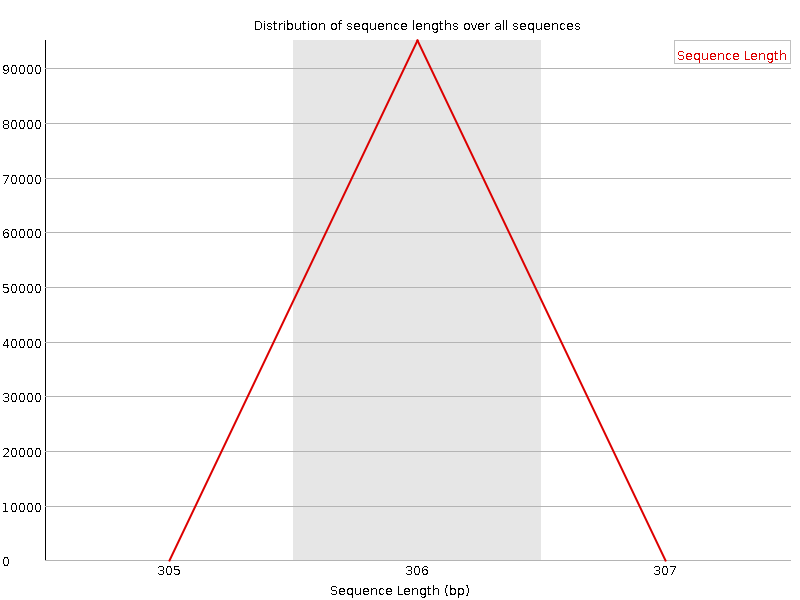 Distribution of sequence lengths over all sequences
Sequence Length
90000
80000
70000
60000
50000
40000
30000
20000
10000
0
305 306 307
Sequence Length (bp)